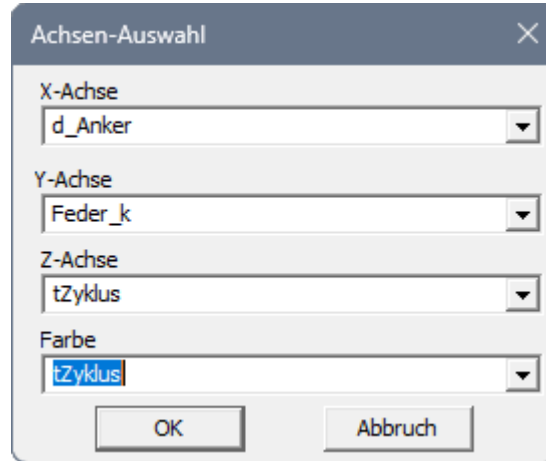 Achsen-Auswahl
X-Achse
d_Anker
Y-Achse
Feder_k
Z-Achse
tZyklus
Farbe
tZyklus
OK Abbruch